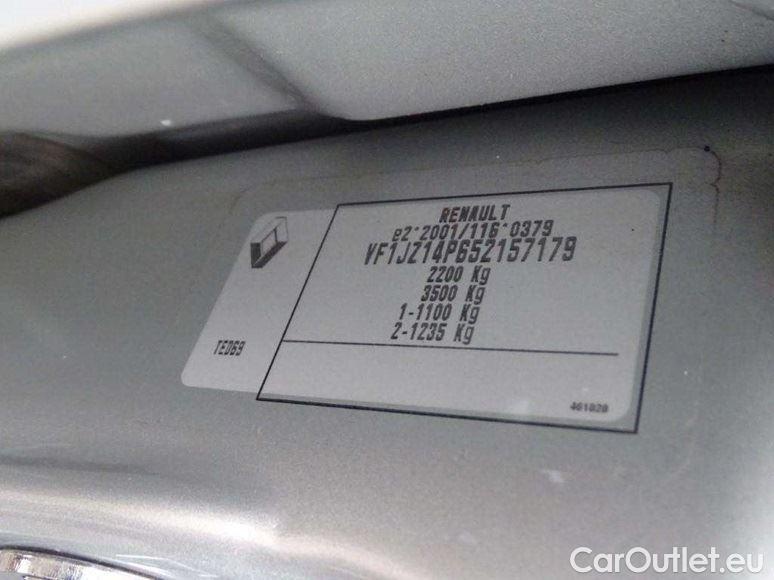 RENAULT
e2*2001/116*0379
VF1JZ14P652157179
2200 Kg
3500 Kg
1-1100 Kg
2-1235 Kg
TED69
461820
CarOutlet.eu